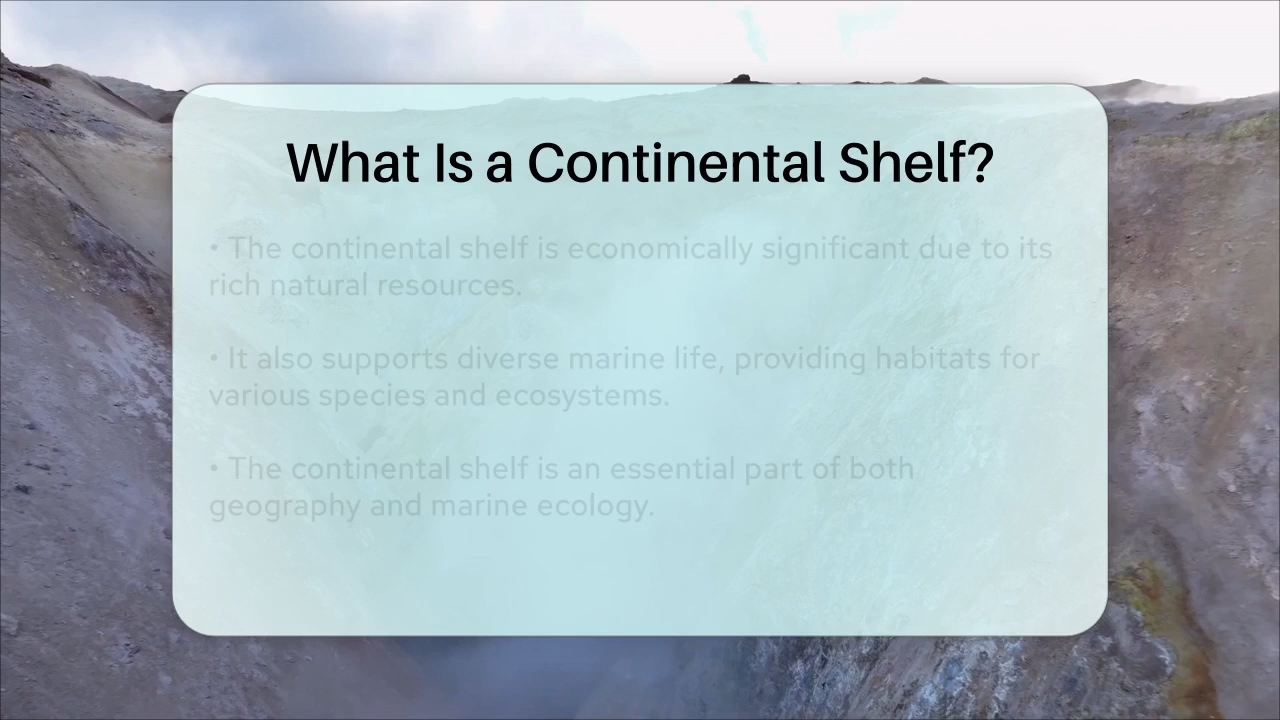 What Is a Continental Shelf?
• The continental shelf is economically significant due to its
rich natural resources.
• It also supports diverse marine life, providing habitats for
various species and ecosystems.
• The continental shelf is an essential part of both
geography and marine ecology.